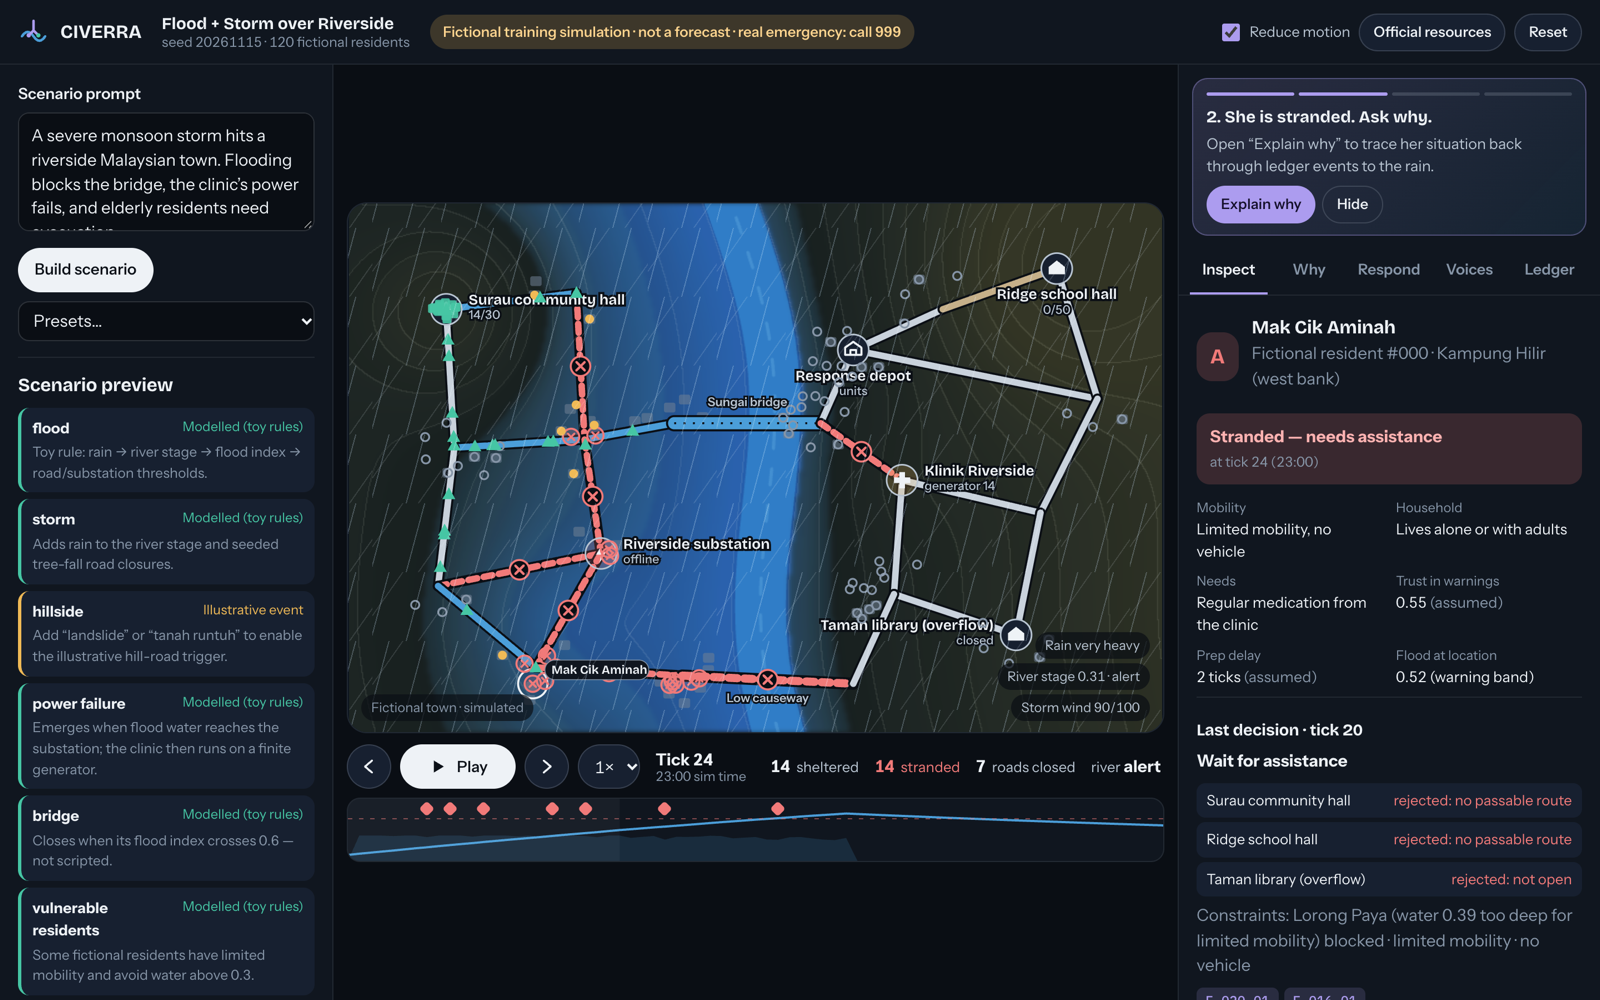 CIVERRA
Flood + Storm over Riverside
seed 20261115 · 120 fictional residents
Fictional training simulation · not a forecast · real emergency: call 999
Reduce motion
Official resources
Reset
Scenario prompt
A severe monsoon storm hits a
riverside Malaysian town. Flooding
blocks the bridge, the clinic's power
fails, and elderly residents need
Build scenario
Presets...
Scenario preview
flood
Modelled (toy rules)
Toy rule: rain → river stage → flood index →
road/substation thresholds.
storm
Modelled (toy rules)
Adds rain to the river stage and seeded
tree-fall road closures.
hillside
Illustrative event
Add “landslide” or “tanah runtuh” to enable
the illustrative hill-road trigger.
power failure
Modelled (toy rules)
Emerges when flood water reaches the
substation; the clinic then runs on a finite
generator.
bridge
Modelled (toy rules)
Closes when its flood index crosses 0.6 —
not scripted.
vulnerable
residents
Modelled (toy rules)
Some fictional residents have limited
mobility and avoid water above 0.3.
Surau community hall
14/30
Ridge school hall
0/50
Response depot
units
Sungai bridge
Klinik Riverside
generator 14
Riverside substation
offline
Taman library (overflow)
closed
Mak Cik Aminah
Low causeway
Rain very heavy
River stage 0.31 · alert
Storm wind 90/100
Fictional town · simulated
Play
1×
Tick 24
23:00 sim time
14 sheltered
14 stranded
7 roads closed
river alert
2. She is stranded. Ask why.
Open “Explain why” to trace her situation back
through ledger events to the rain.
Explain why
Hide
Inspect
Why
Respond
Voices
Ledger
A
Mak Cik Aminah
Fictional resident #000 · Kampung Hilir
(west bank)
Stranded — needs assistance
at tick 24 (23:00)
Mobility
Limited mobility, no
vehicle
Household
Lives alone or with adults
Needs
Regular medication from
the clinic
Trust in warnings
0.55 (assumed)
Prep delay
2 ticks (assumed)
Flood at location
0.52 (warning band)
Last decision · tick 20
Wait for assistance
Surau community hall
rejected: no passable route
Ridge school hall
rejected: no passable route
Taman library (overflow)
rejected: not open
Constraints: Lorong Paya (water 0.39 too deep for
limited mobility) blocked · limited mobility · no
vehicle